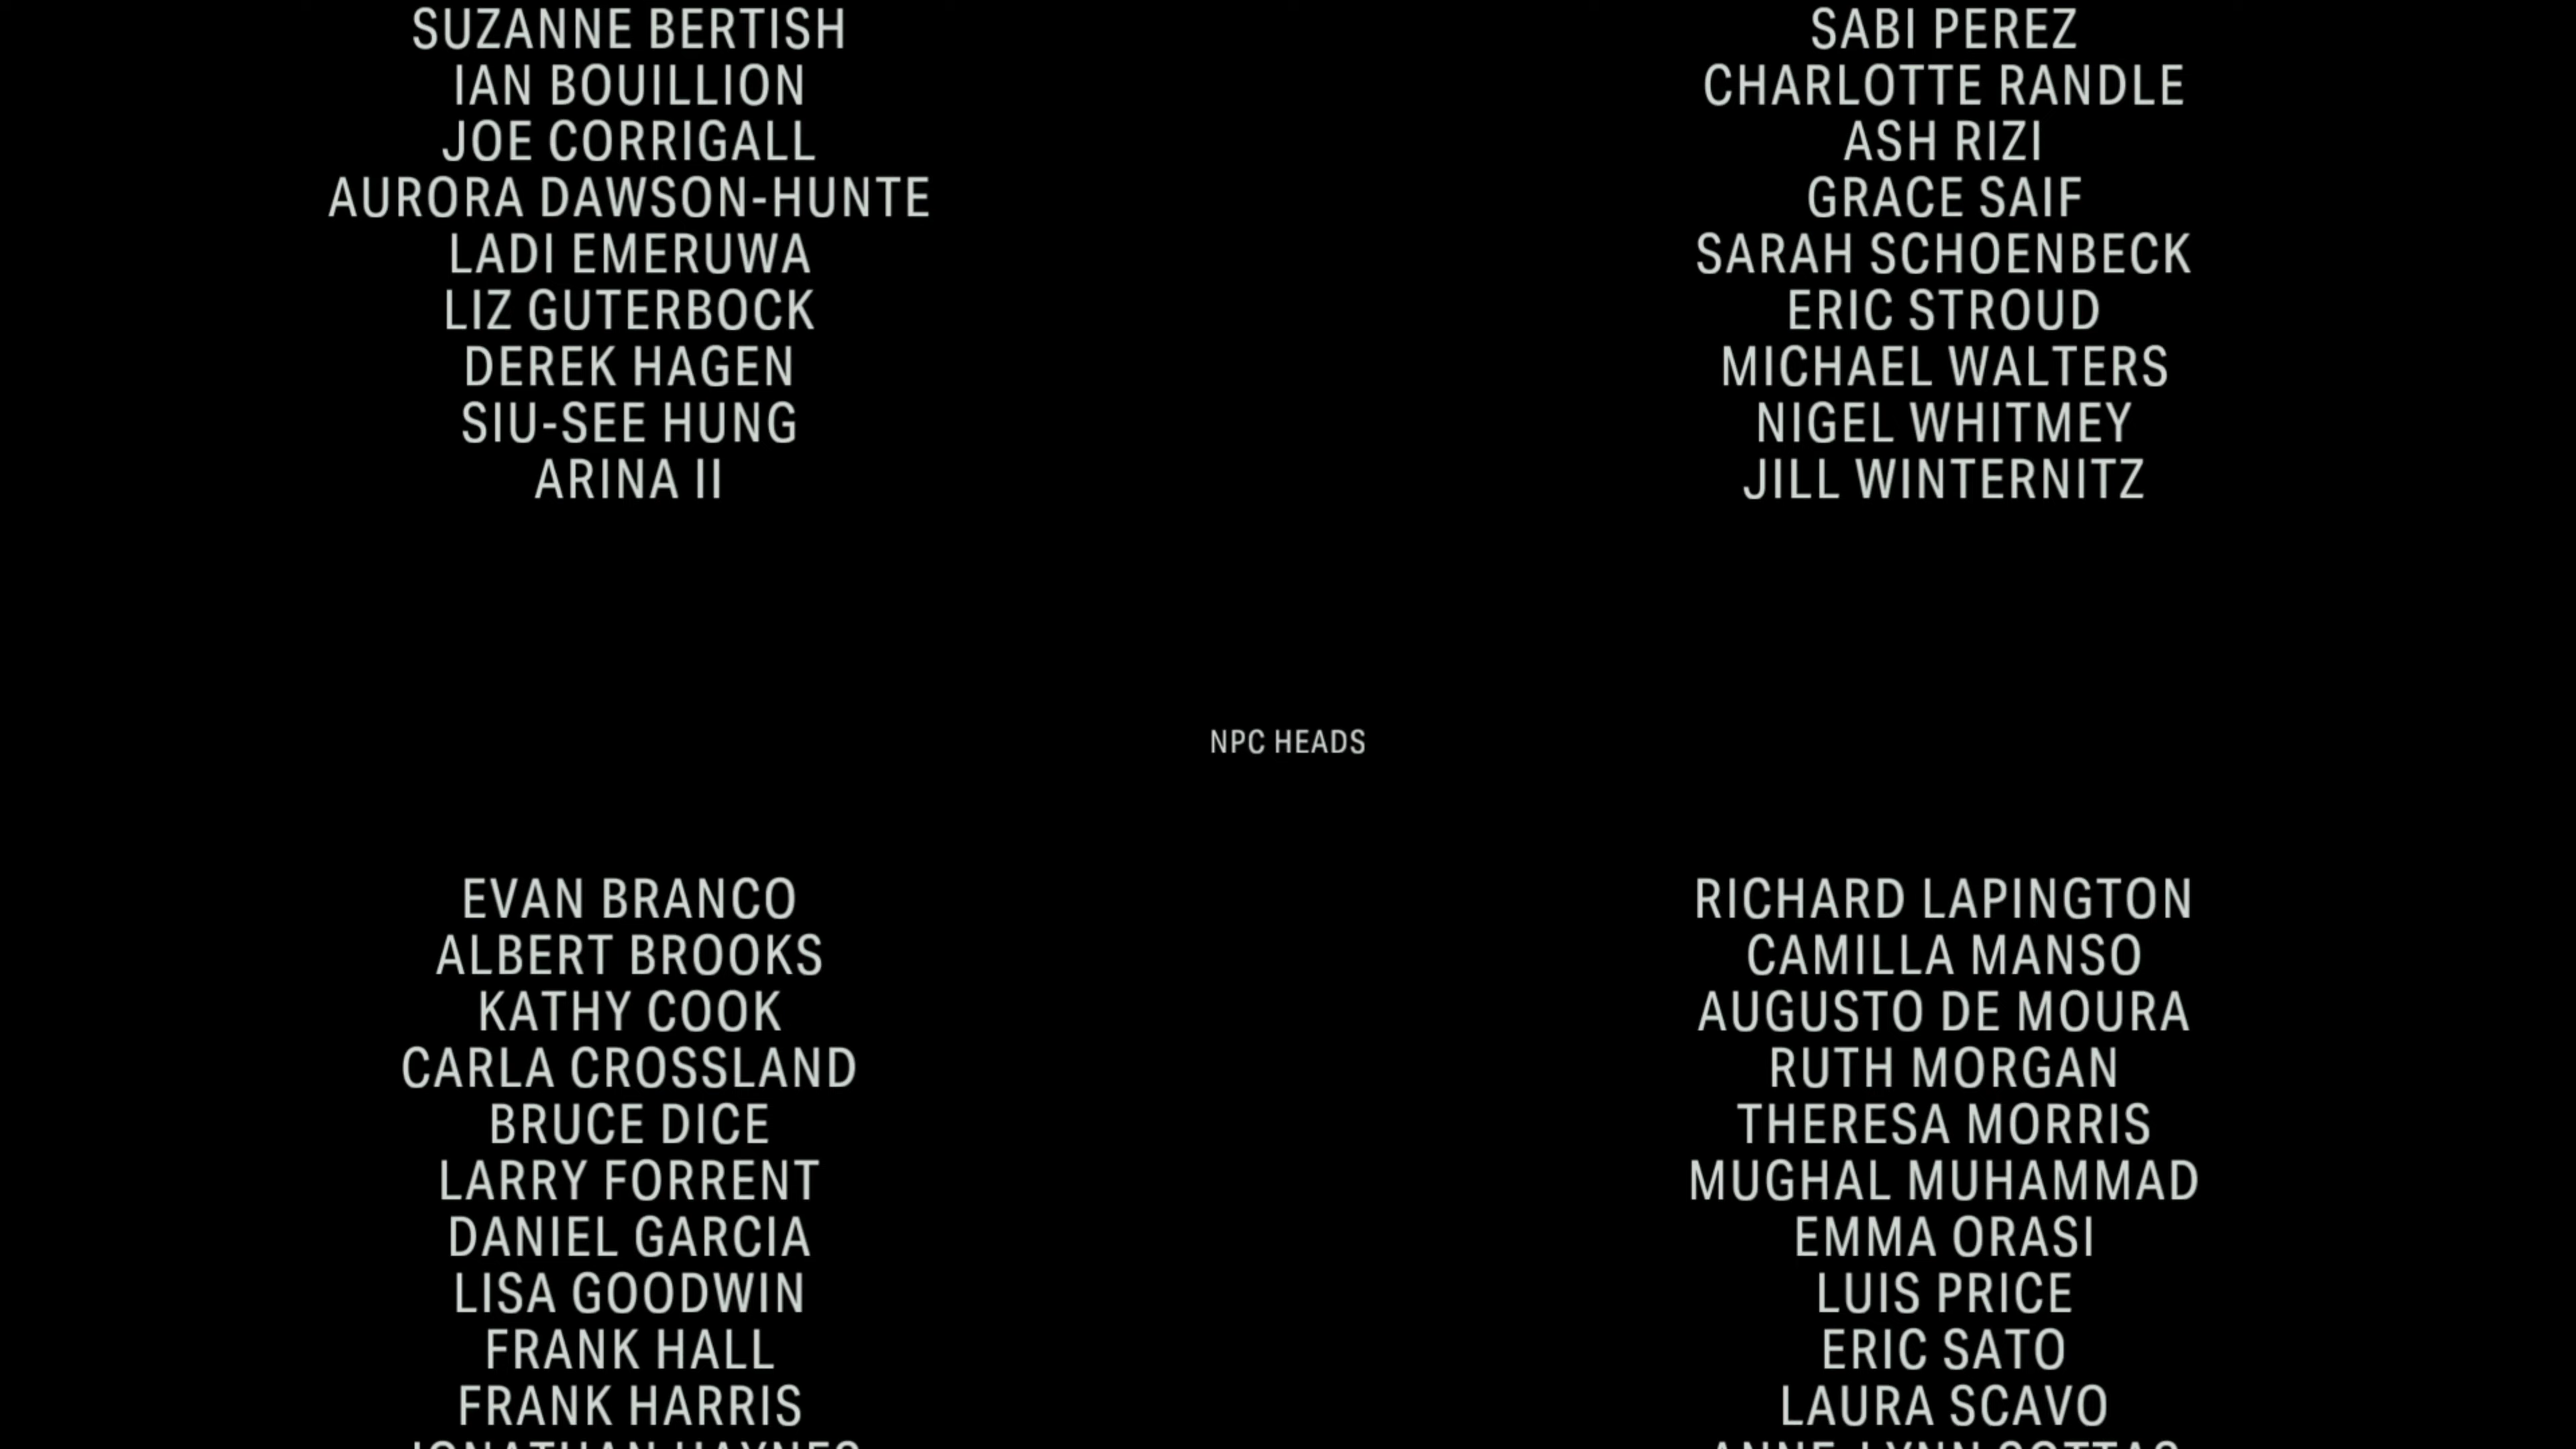 SUZANNE BERTISH
IAN BOUILLION
JOE CORRIGALL
AURORA DAWSON-HUNTE
LADI EMERUWA
LIZ GUTERBOCK
DEREK HAGEN
SIU-SEE HUNG
ARINA II
SABI PEREZ
CHARLOTTE RANDLE
ASH RIZI
GRACE SAIF
SARAH SCHOENBECK
ERIC STROUD
MICHAEL WALTERS
NIGEL WHITMEY
JILL WINTERNITZ
NPC HEADS
EVAN BRANCO
ALBERT BROOKS
KATHY COOK
CARLA CROSSLAND
BRUCE DICE
LARRY FORRENT
DANIEL GARCIA
LISA GOODWIN
FRANK HALL
FRANK HARRIS
JONATHAN HAYNES
RICHARD LAPINGTON
CAMILLA MANSO
AUGUSTO DE MOURA
RUTH MORGAN
THERESA MORRIS
MUGHAL MUHAMMAD
EMMA ORASI
LUIS PRICE
ERIC SATO
LAURA SCAVO